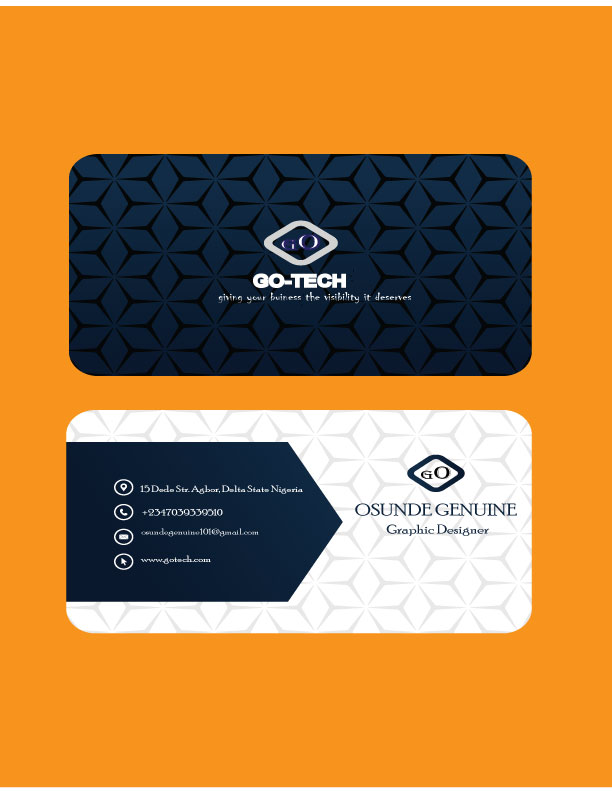 GO
GO-TECH
giving your buiness the visibility it deserves
15 Dede Str. Agbor, Delta State Nigeria
+2347039339510
osundegenuine101@gmail.com
www.gotech.com
GO
OSUNDE GENUINE
Graphic Designer